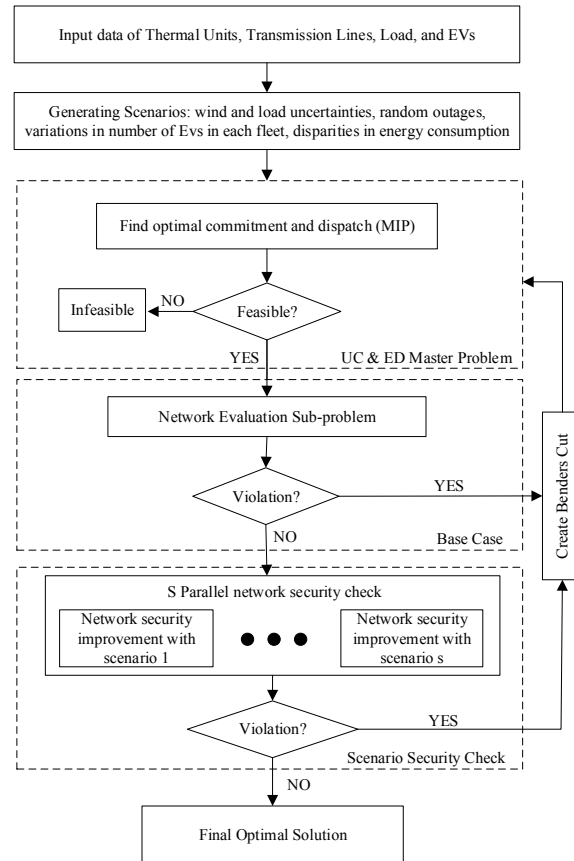 Input data of Thermal Units, Transmission Lines, Load, and EVs
Generating Scenarios: wind and load uncertainties, random outages,
variations in number of Evs in each fleet, disparities in energy consumption
Find optimal commitment and dispatch (MIP)
Feasible?
NO
Infeasible
YES
UC & ED Master Problem
Network Evaluation Sub-problem
Violation?
YES
NO
Base Case
Create Benders Cut
S Parallel network security check
Network security
improvement with
scenario 1
Network security
improvement with
scenario s
Violation?
YES
Scenario Security Check
NO
Final Optimal Solution